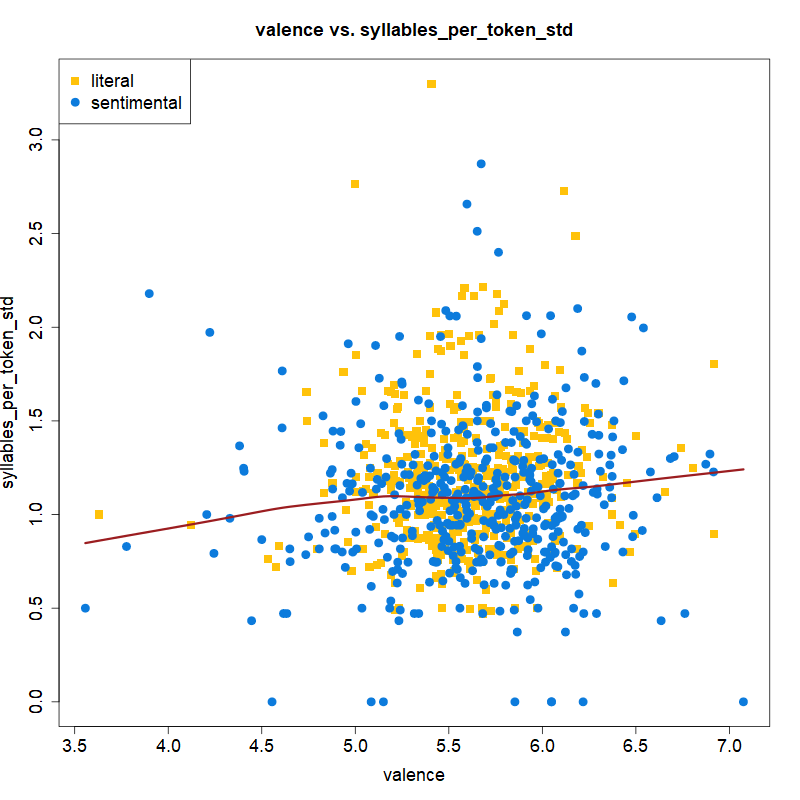 valence vs. syllables_per_token_std
literal
sentimental
syllables_per_token_std
3.0
2.5
2.0
1.5
1.0
0.5
0.0
3.5 4.0 4.5 5.0 5.5 6.0 6.5 7.0
valence